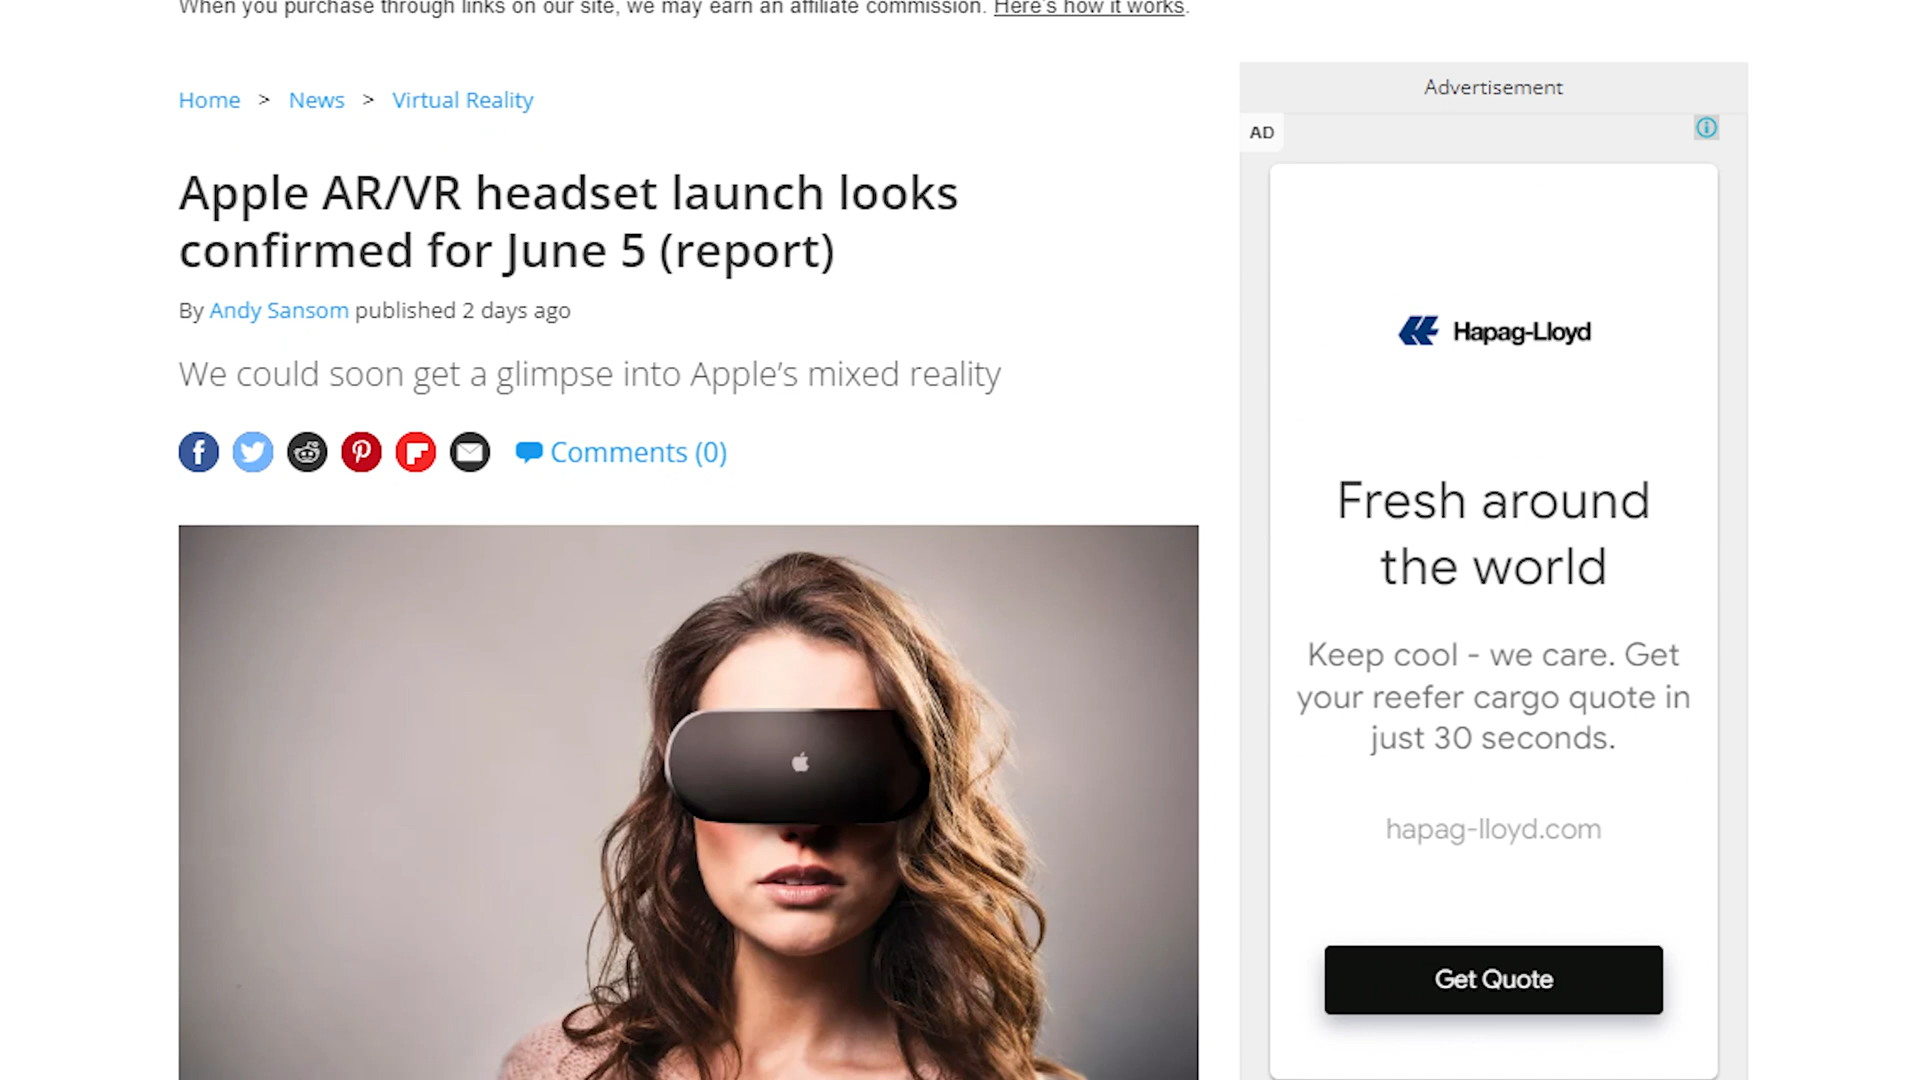 When you purchase through links on our site, we may earn an affiliate commission. Here's how it works.
Home > News > Virtual Reality
Apple AR/VR headset launch looks
confirmed for June 5 (report)
By Andy Sansom published 2 days ago
We could soon get a glimpse into Apple’s mixed reality
Comments (0)
Advertisement
AD
Hapag-Lloyd
Fresh around
the world
Keep cool - we care. Get
your reefer cargo quote in
just 30 seconds.
hapag-lloyd.com
Get Quote